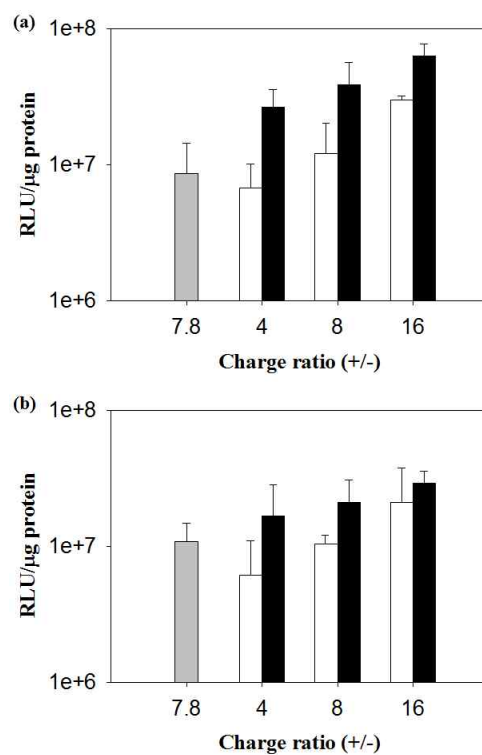 (a)
1e+8
1e+7
1e+6
RLU/µg protein
7.8 4 8 16
Charge ratio (+/-)
(b)
1e+8
1e+7
1e+6
RLU/µg protein
7.8 4 8 16
Charge ratio (+/-)